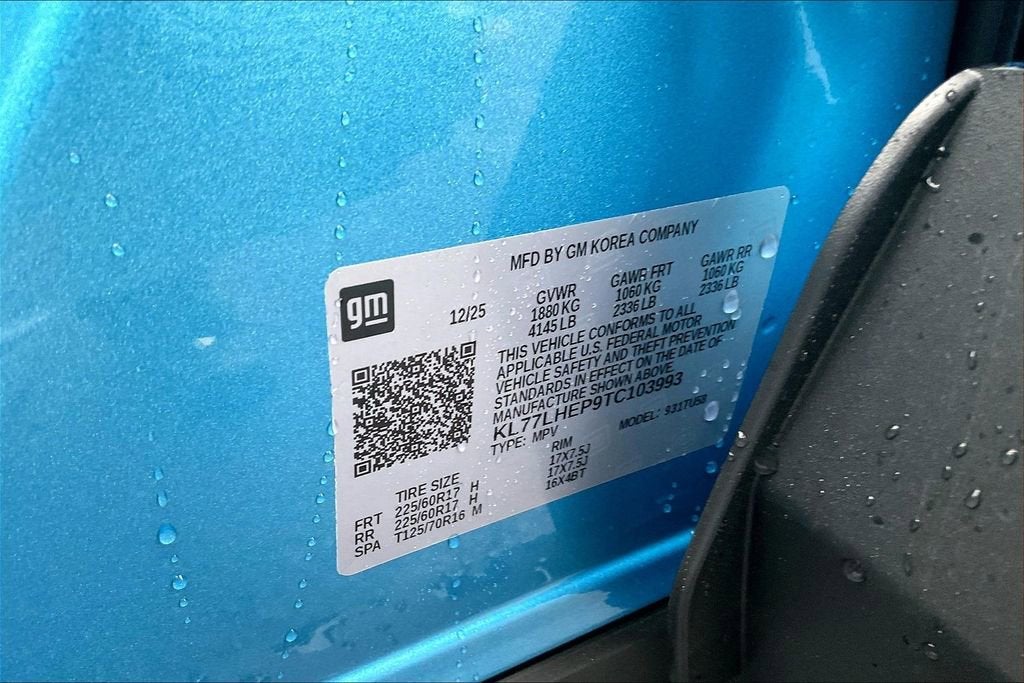 MFD BY GM KOREA COMPANY
gm
12/25
GVWR GAWR FRT GAWR RR
1880 KG 1060 KG 1060 KG
4145 LB 2336 LB 2336 LB
THIS VEHICLE CONFORMS TO ALL
APPLICABLE U.S. FEDERAL MOTOR
VEHICLE SAFETY AND THEFT PREVENTION
STANDARDS IN EFFECT ON THE DATE OF
MANUFACTURE SHOWN ABOVE.
KL77LHEP9TC103993
TYPE: MPV MODEL: 931TU58
TIRE SIZE RIM
FRT 225/60R17 H 17X7.5J
RR 225/60R17 H 17X7.5J
SPA T125/70R16 M 16X4BT